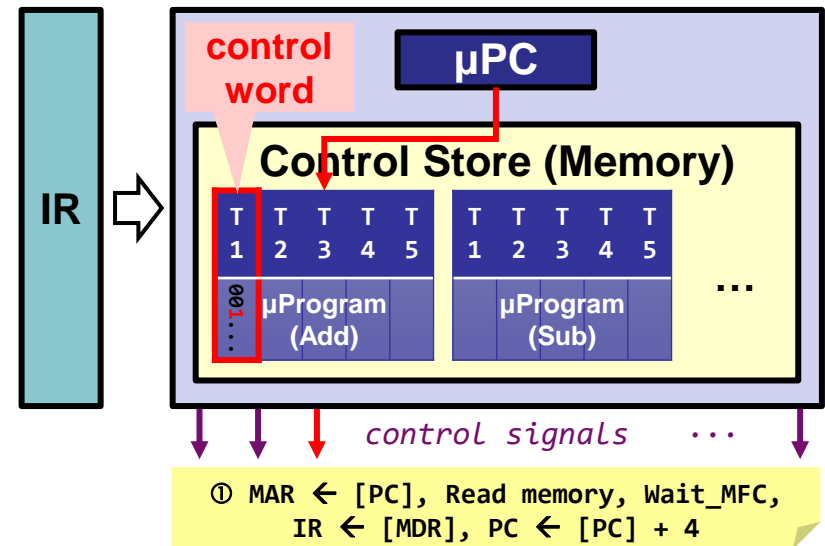 control
word
µPC
Control Store (Memory)
IR
T T T T T
1 2 3 4 5
T T T T T
1 2 3 4 5
001...
µProgram
(Add)
µProgram
(Sub)
...
control signals ...
① MAR ← [PC], Read memory, Wait_MFC,
IR ← [MDR], PC ← [PC] + 4